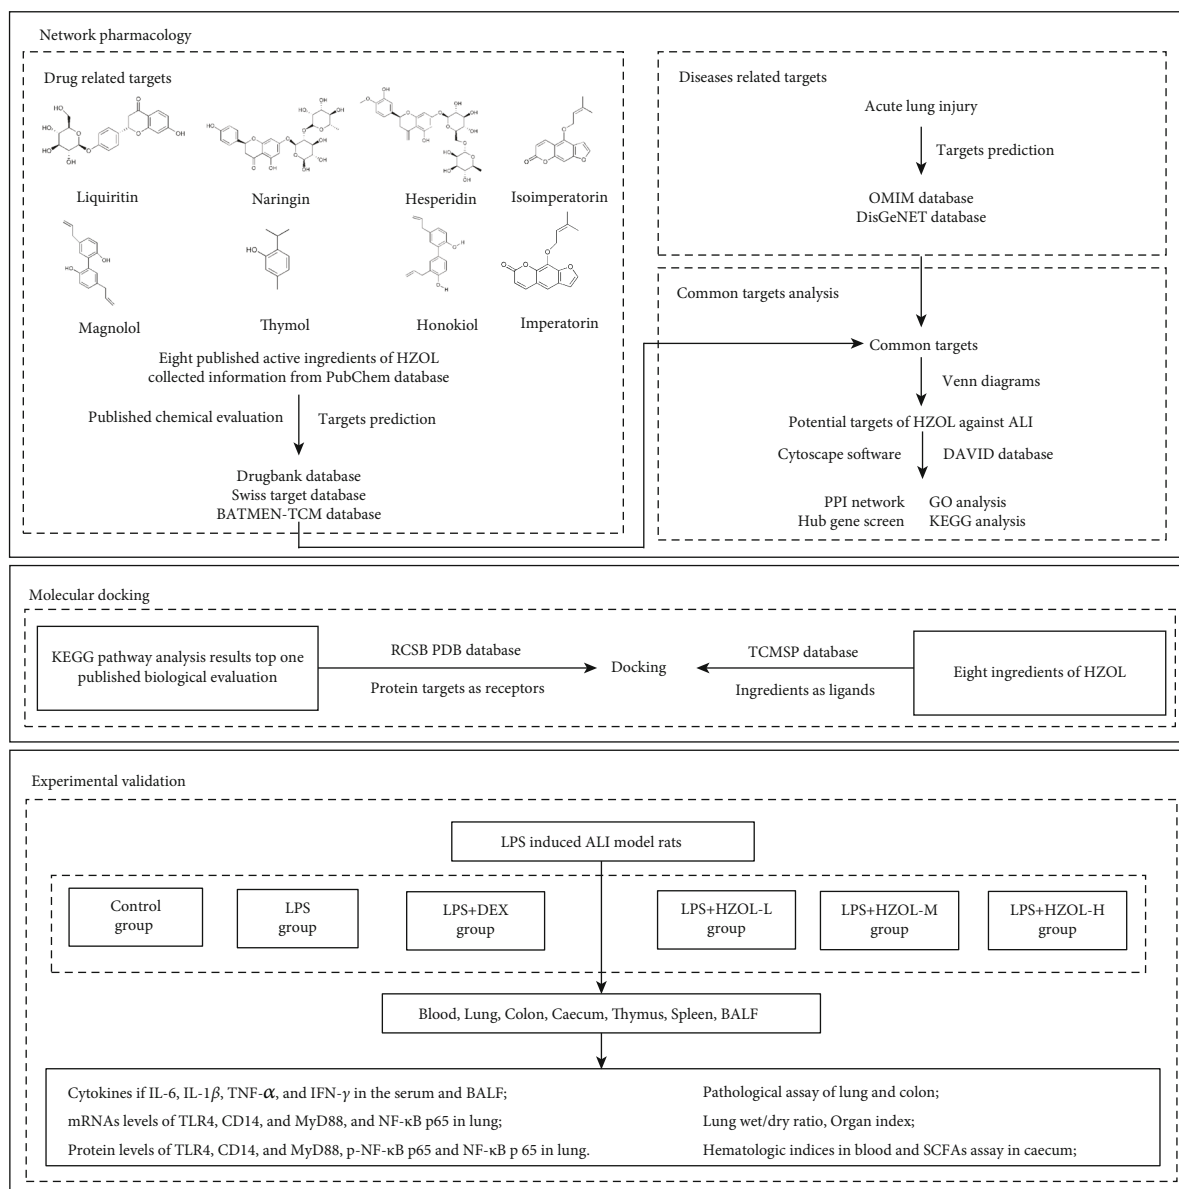 Network pharmacology
Drug related targets
Liquiritin
Naringin
Hesperidin
Isoimperatorin
Magnolol
Thymol
Honokiol
Imperatorin
Eight published active ingredients of HZOL
collected information from PubChem database
Published chemical evaluation
Targets prediction
Drugbank database
Swiss target database
BATMEN-TCM database
Diseases related targets
Acute lung injury
Targets prediction
OMIM database
DisGeNET database
Common targets analysis
Common targets
Venn diagrams
Potential targets of HZOL against ALI
Cytoscape software
DAVID database
PPI network
GO analysis
Hub gene screen
KEGG analysis
Molecular docking
KEGG pathway analysis results top one
published biological evaluation
RCSB PDB database
Protein targets as receptors
Docking
TCMSP database
Ingredients as ligands
Eight ingredients of HZOL
Experimental validation
LPS induced ALI model rats
Control
group
LPS
group
LPS+DEX
group
LPS+HZOL-L
group
LPS+HZOL-M
group
LPS+HZOL-H
group
Blood, Lung, Colon, Caecum, Thymus, Spleen, BALF
Cytokines if IL-6, IL-1β, TNF-α, and IFN-γ in the serum and BALF;
mRNAs levels of TLR4, CD14, and MyD88, and NF-κB p65 in lung;
Protein levels of TLR4, CD14, and MyD88, p-NF-κB p65 and NF-κB p 65 in lung.
Pathological assay of lung and colon;
Lung wet/dry ratio, Organ index;
Hematologic indices in blood and SCFAs assay in caecum;